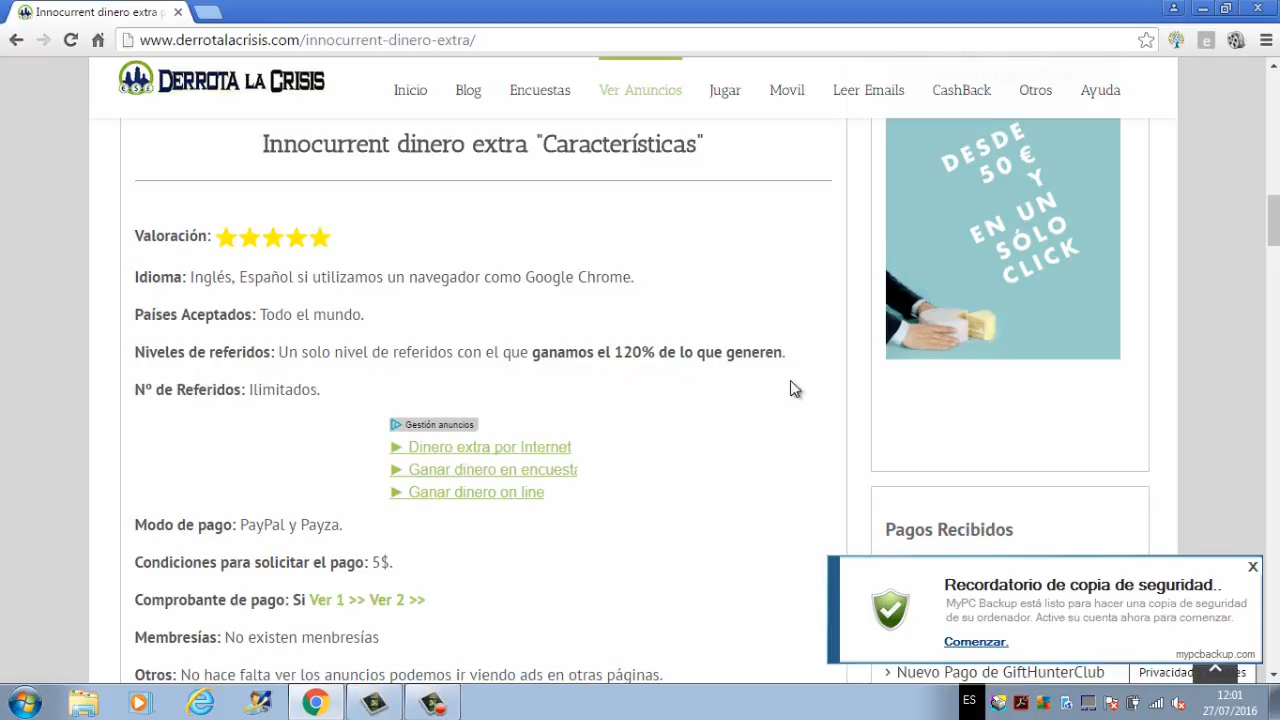 Innocurrent dinero extra p
www.derrotalacrisis.com/innocurrent-dinero-extra/
DERROTA LA CRISIS
Inicio Blog Encuestas Ver Anuncios Jugar Movil Leer Emails CashBack Otros Ayuda
Innocurrent dinero extra "Características"
Valoración:
Idioma: Inglés, Español si utilizamos un navegador como Google Chrome.
Países Aceptados: Todo el mundo.
Niveles de referidos: Un solo nivel de referidos con el que ganamos el 120% de lo que generen.
Nº de Referidos: Ilimitados.
Gestión anuncios
► Dinero extra por Internet
► Ganar dinero en encuesta
► Ganar dinero on line
Modo de pago: PayPal y Payza.
Condiciones para solicitar el pago: 5$.
Comprobante de pago: Si Ver 1 >> Ver 2 >>
Membresías: No existen menbresías
Otros: No hace falta ver los anuncios podemos ir viendo ads en otras páginas.
DESDE
50 €
Y
EN UN
SÓLO
CLICK
Pagos Recibidos
Recordatorio de copia de seguridad..
MyPC Backup está listo para hacer una copia de seguridad
de su ordenador. Active su cuenta ahora para comenzar.
Comenzar.
mypcbackup.com
X
› Nuevo Pago de GiftHunterClub
ES
12:01
27/07/2016